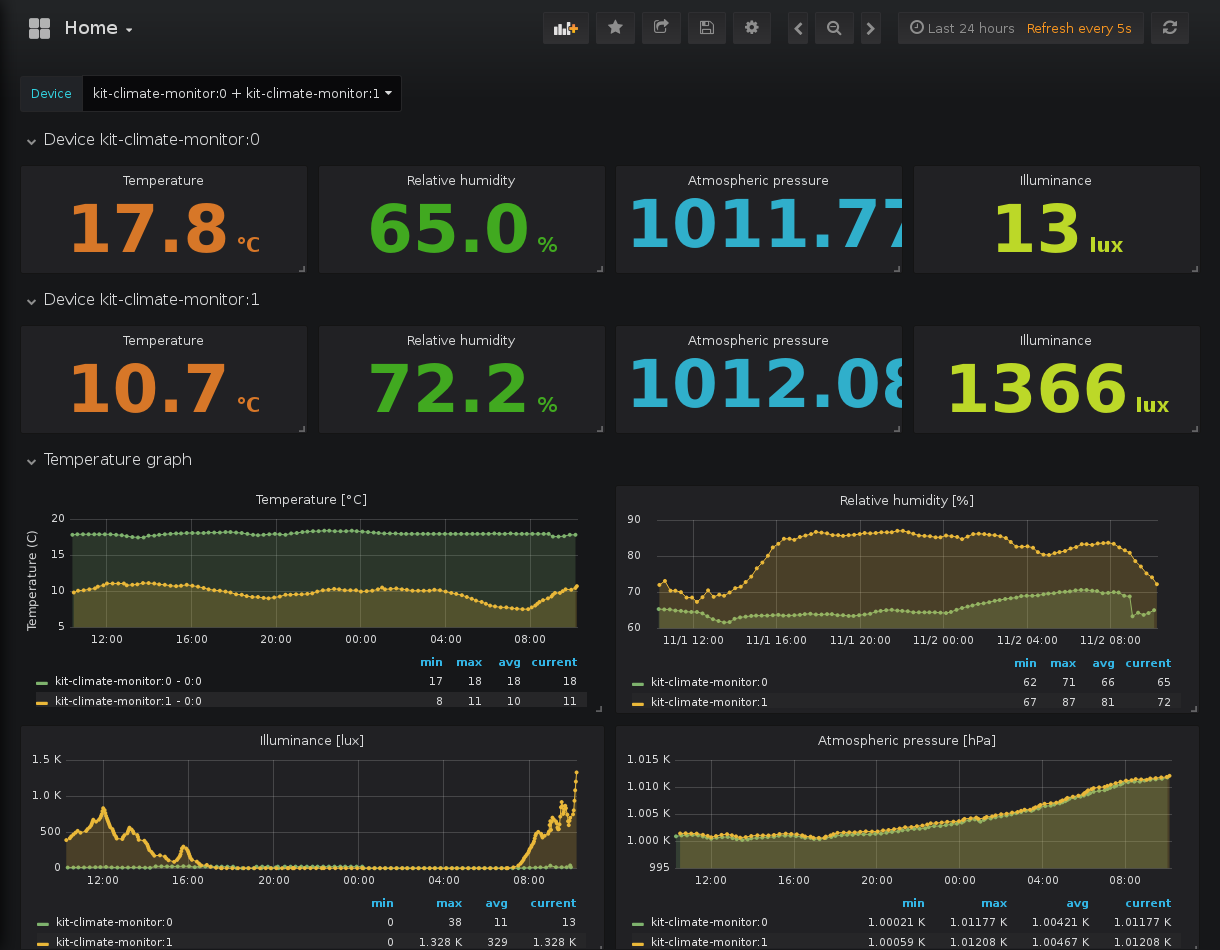 Home
Last 24 hours Refresh every 5s
Device kit-climate-monitor:0 + kit-climate-monitor:1
Device kit-climate-monitor:0
Temperature Relative humidity Atmospheric pressure Illuminance
17.8 °C 65.0 % 1011.77 13 lux
Device kit-climate-monitor:1
Temperature Relative humidity Atmospheric pressure Illuminance
10.7 °C 72.2 % 1012.08 1366 lux
Temperature graph
Temperature [°C]
Temperature (C)
20
15
10
5
12:00 16:00 20:00 00:00 04:00 08:00
min max avg current
kit-climate-monitor:0 - 0:0 17 18 18 18
kit-climate-monitor:1 - 0:0 8 11 10 11
Relative humidity [%]
90
80
70
60
11/1 12:00 11/1 16:00 11/1 20:00 11/2 00:00 11/2 04:00 11/2 08:00
min max avg current
kit-climate-monitor:0 62 71 66 65
kit-climate-monitor:1 67 87 81 72
Illuminance [lux]
1.5 K
1.0 K
500
0
12:00 16:00 20:00 00:00 04:00 08:00
min max avg current
kit-climate-monitor:0 0 38 11 13
kit-climate-monitor:1 0 1.328 K 329 1.328 K
Atmospheric pressure [hPa]
1.015 K
1.010 K
1.005 K
1.000 K
995
12:00 16:00 20:00 00:00 04:00 08:00
min max avg current
kit-climate-monitor:0 1.00021 K 1.01177 K 1.00421 K 1.01177 K
kit-climate-monitor:1 1.00059 K 1.01208 K 1.00467 K 1.01208 K